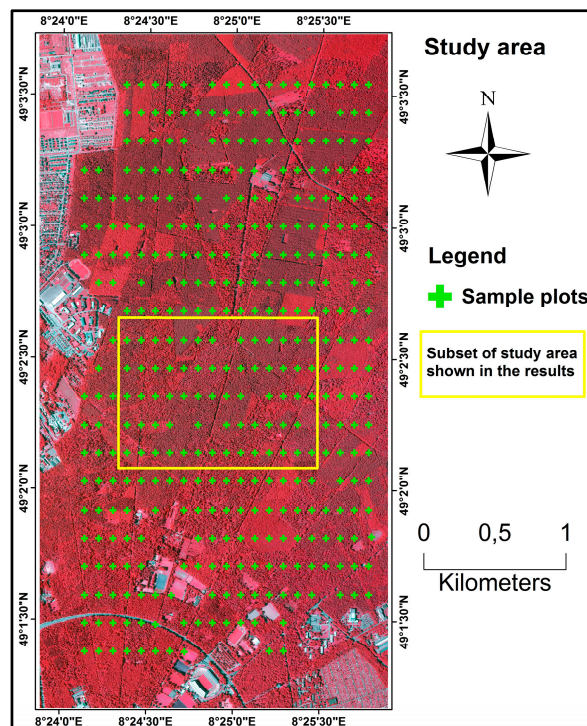 8°24'0"E 8°24'30"E 8°25'0"E 8°25'30"E
Study area
N
49°3'30"N
49°3'30"N
49°3'0"N
49°3'0"N
Legend
Sample plots
49°2'30"N
49°2'30"N
Subset of study area
shown in the results
49°2'0"N
49°2'0"N
0 0,5 1
Kilometers
49°1'30"N
49°1'30"N
8°24'0"E 8°24'30"E 8°25'0"E 8°25'30"E